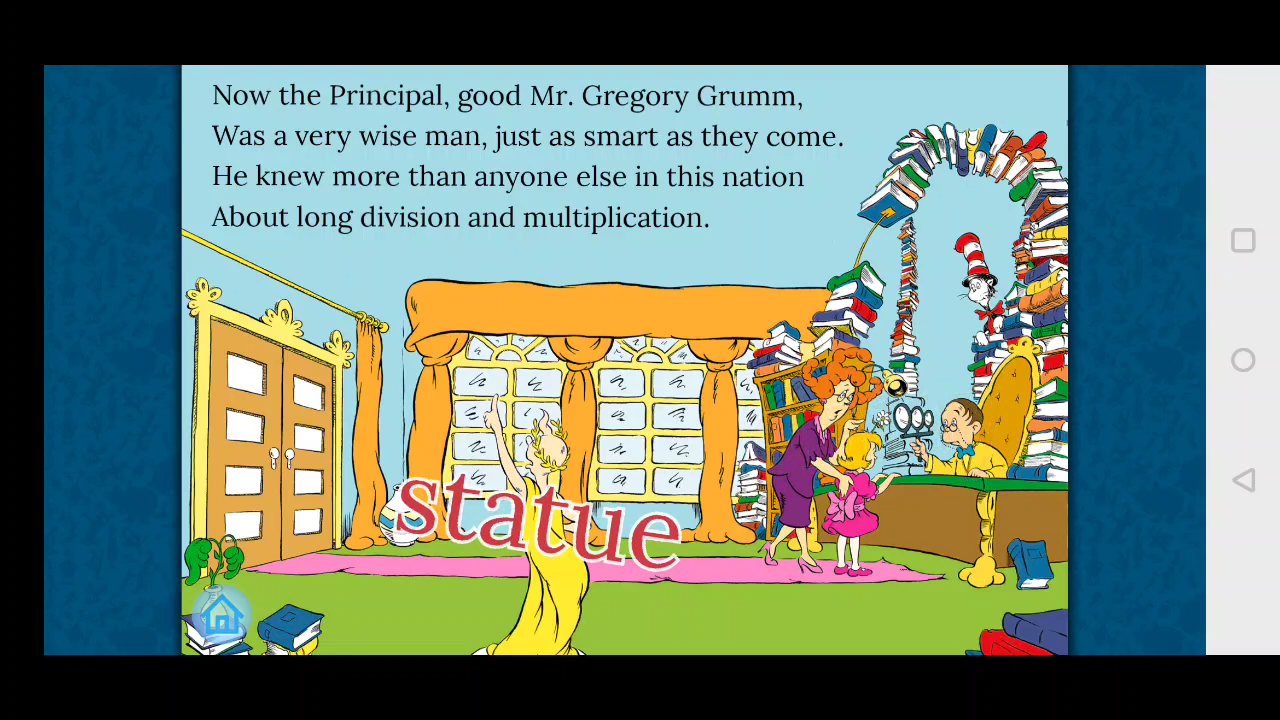 Now the Principal, good Mr. Gregory Grumm,
Was a very wise man, just as smart as they come.
He knew more than anyone else in this nation
About long division and multiplication.
statue